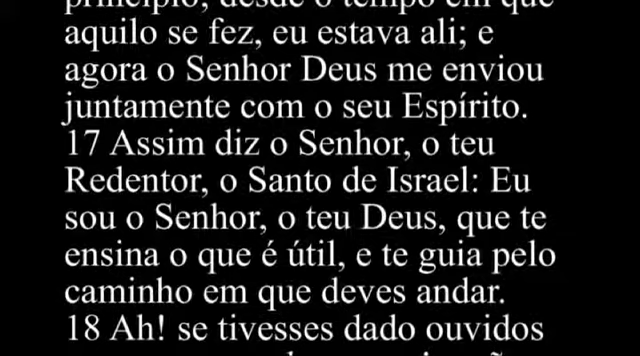 princípio, desde o tempo em que
aquilo se fez, eu estava ali; e
agora o Senhor Deus me enviou
juntamente com o seu Espírito.
17 Assim diz o Senhor, o teu
Redentor, o Santo de Israel: Eu
sou o Senhor, o teu Deus, que te
ensina o que é útil, e te guia pelo
caminho em que deves andar.
18 Ah! se tivesses dado ouvidos